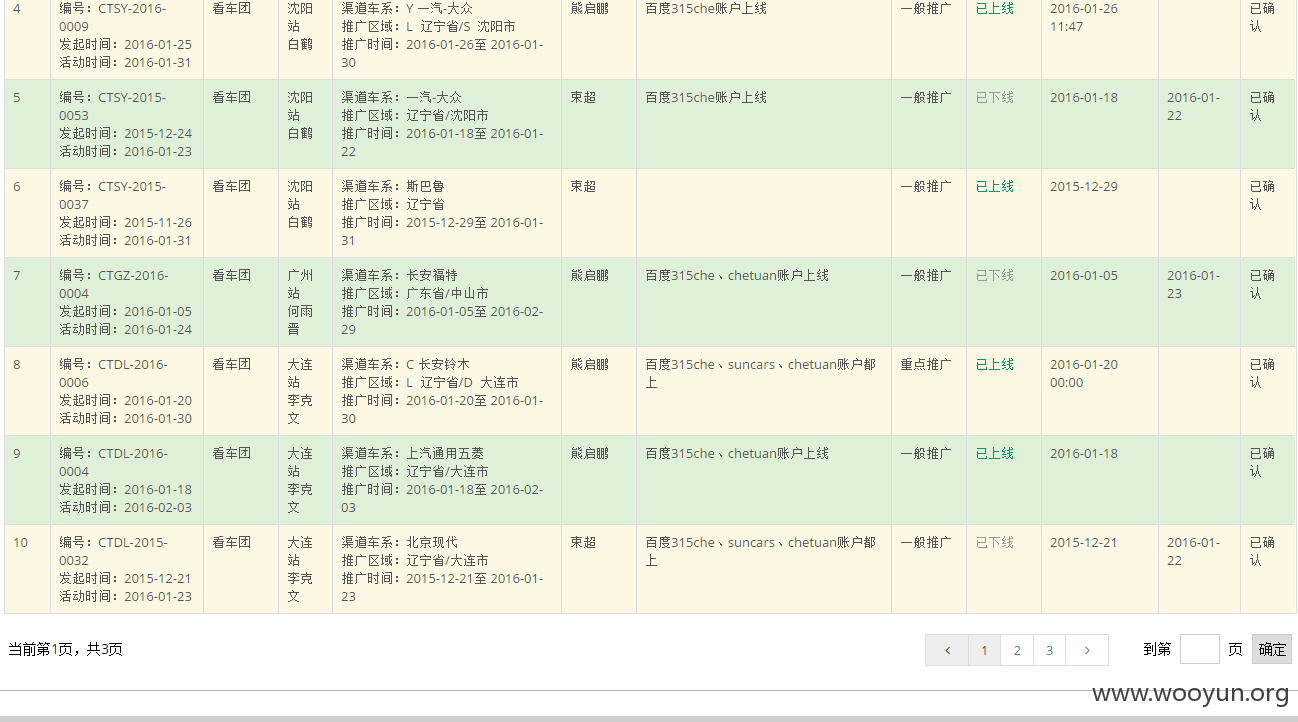 4
编号：CTSY-2016-
0009
发起时间：2016-01-25
活动时间：2016-01-31
看车团
沈阳
站
白鹤
渠道车系：Y 一汽-大众
推广区域：L 辽宁省/S 沈阳市
推广时间：2016-01-26至 2016-01-
30
熊启鹏
百度315che账户上线
一般推广
已上线
2016-01-26
11:47
已确
认
5
编号：CTSY-2015-
0053
发起时间：2015-12-24
活动时间：2016-01-23
看车团
沈阳
站
白鹤
渠道车系：一汽-大众
推广区域：辽宁省/沈阳市
推广时间：2016-01-18至 2016-01-
22
束超
百度315che账户上线
一般推广
已下线
2016-01-18
2016-01-
22
已确
认
6
编号：CTSY-2015-
0037
发起时间：2015-11-26
活动时间：2016-01-31
看车团
沈阳
站
白鹤
渠道车系：斯巴鲁
推广区域：辽宁省
推广时间：2015-12-29至 2016-01-
31
束超
一般推广
已上线
2015-12-29
已确
认
7
编号：CTGZ-2016-
0004
发起时间：2016-01-05
活动时间：2016-01-24
看车团
广州
站
何雨
晋
渠道车系：长安福特
推广区域：广东省/中山市
推广时间：2016-01-05至 2016-02-
29
熊启鹏
百度315che、chetuan账户上线
一般推广
已下线
2016-01-05
2016-01-
23
已确
认
8
编号：CTDL-2016-
0006
发起时间：2016-01-20
活动时间：2016-01-30
看车团
大连
站
李克
文
渠道车系：C 长安铃木
推广区域：L 辽宁省/D 大连市
推广时间：2016-01-20至 2016-01-
30
熊启鹏
百度315che、suncars、chetuan账户都
上
重点推广
已上线
2016-01-20
00:00
已确
认
9
编号：CTDL-2016-
0004
发起时间：2016-01-18
活动时间：2016-02-03
看车团
大连
站
李克
文
渠道车系：上汽通用五菱
推广区域：辽宁省/大连市
推广时间：2016-01-18至 2016-02-
03
熊启鹏
百度315che、chetuan账户上线
一般推广
已上线
2016-01-18
已确
认
10
编号：CTDL-2015-
0032
发起时间：2015-12-21
活动时间：2016-01-23
看车团
大连
站
李克
文
渠道车系：北京现代
推广区域：辽宁省/大连市
推广时间：2015-12-21至 2016-01-
23
束超
百度315che、suncars、chetuan账户都
上
一般推广
已下线
2015-12-21
2016-01-
22
已确
认
当前第1页，共3页
‹ 1 2 3 ›
到第 页 确定
www.wooyun.org